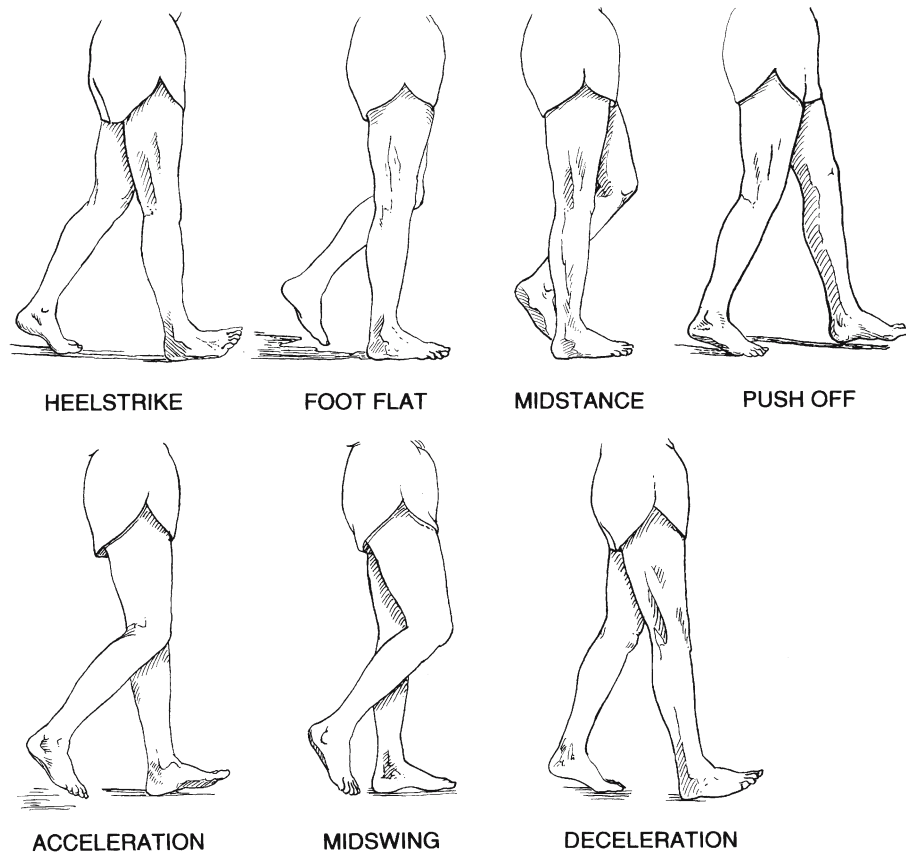 HEELSTRIKE
FOOT FLAT
MIDSTANCE
PUSH OFF
ACCELERATION
MIDSWING
DECELERATION